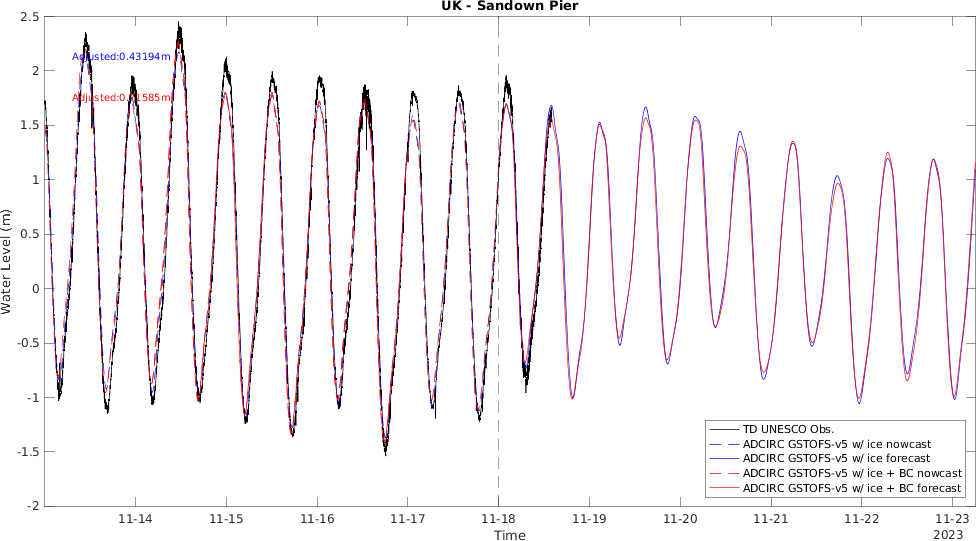 UK - Sandown Pier
2.5
2
1.5
1
0.5
0
-0.5
-1
-1.5
-2
Water Level (m)
Adjusted:0.43194m
TD UNESCO Obs.
ADCIRC GSTOFS-v5 w/ ice nowcast
ADCIRC GSTOFS-v5 w/ ice forecast
ADCIRC GSTOFS-v5 w/ ice + BC nowcast
ADCIRC GSTOFS-v5 w/ ice + BC forecast
11-14 11-15 11-16 11-17 11-18 11-19 11-20 11-21 11-22 11-23
Time
2023